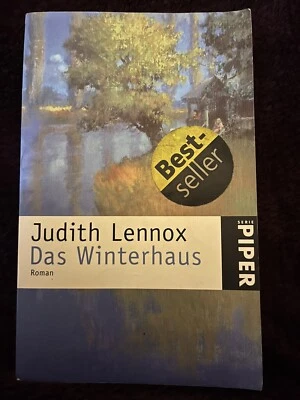 Best-
seller
Judith Lennox
Das Winterhaus
Roman
SERIE
PIPER